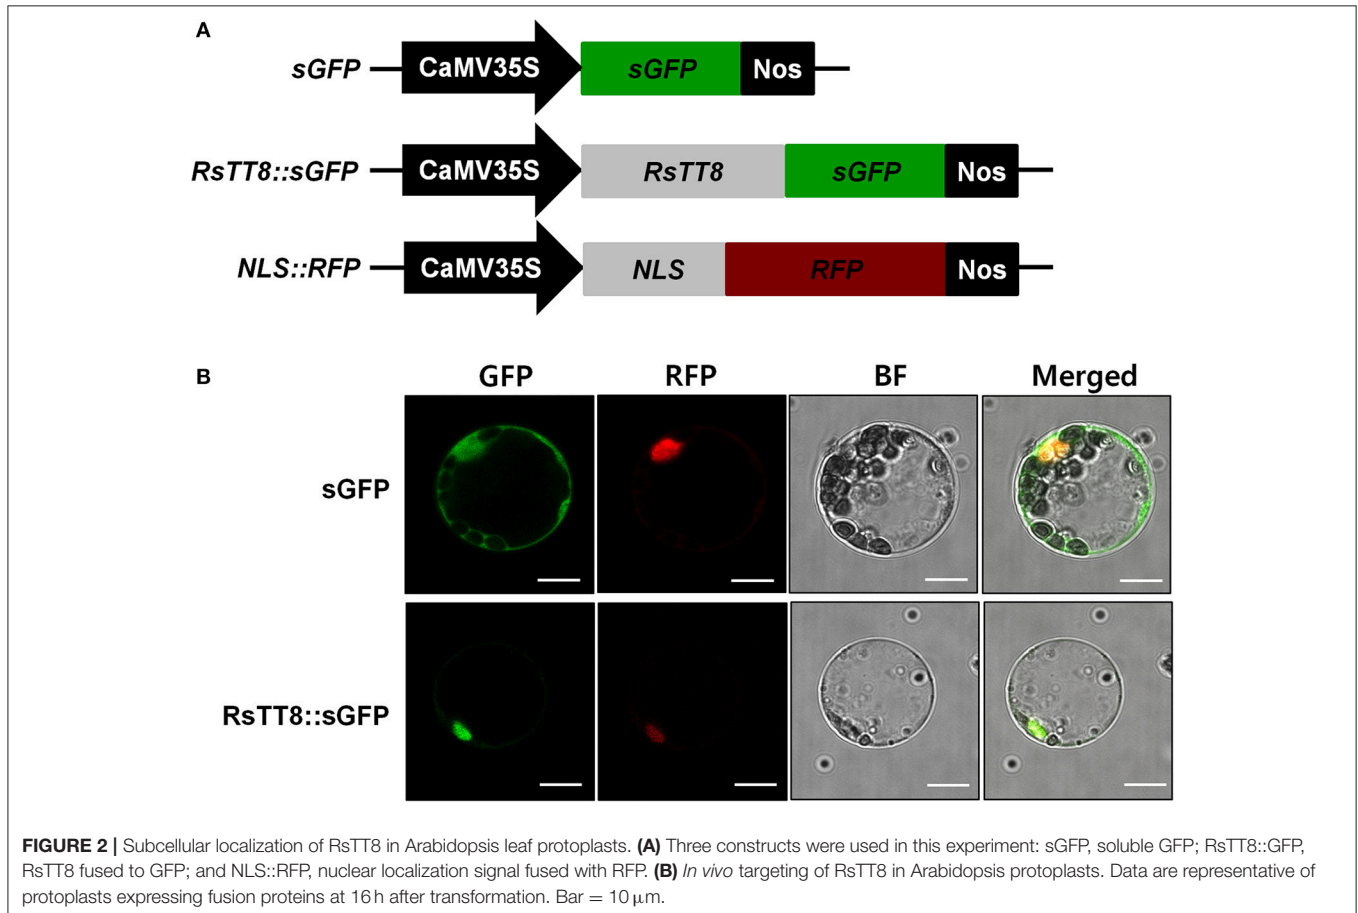 A
sGFP CaMV35S sGFP Nos
RsTT8::sGFP CaMV35S RsTT8 sGFP Nos
NLS::RFP CaMV35S NLS RFP Nos
B
GFP RFP BF Merged
sGFP
RsTT8::sGFP
FIGURE 2 | Subcellular localization of RsTT8 in Arabidopsis leaf protoplasts. (A) Three constructs were used in this experiment: sGFP, soluble GFP; RsTT8::GFP,
RsTT8 fused to GFP; and NLS::RFP, nuclear localization signal fused with RFP. (B) In vivo targeting of RsTT8 in Arabidopsis protoplasts. Data are representative of
protoplasts expressing fusion proteins at 16 h after transformation. Bar = 10 μm.